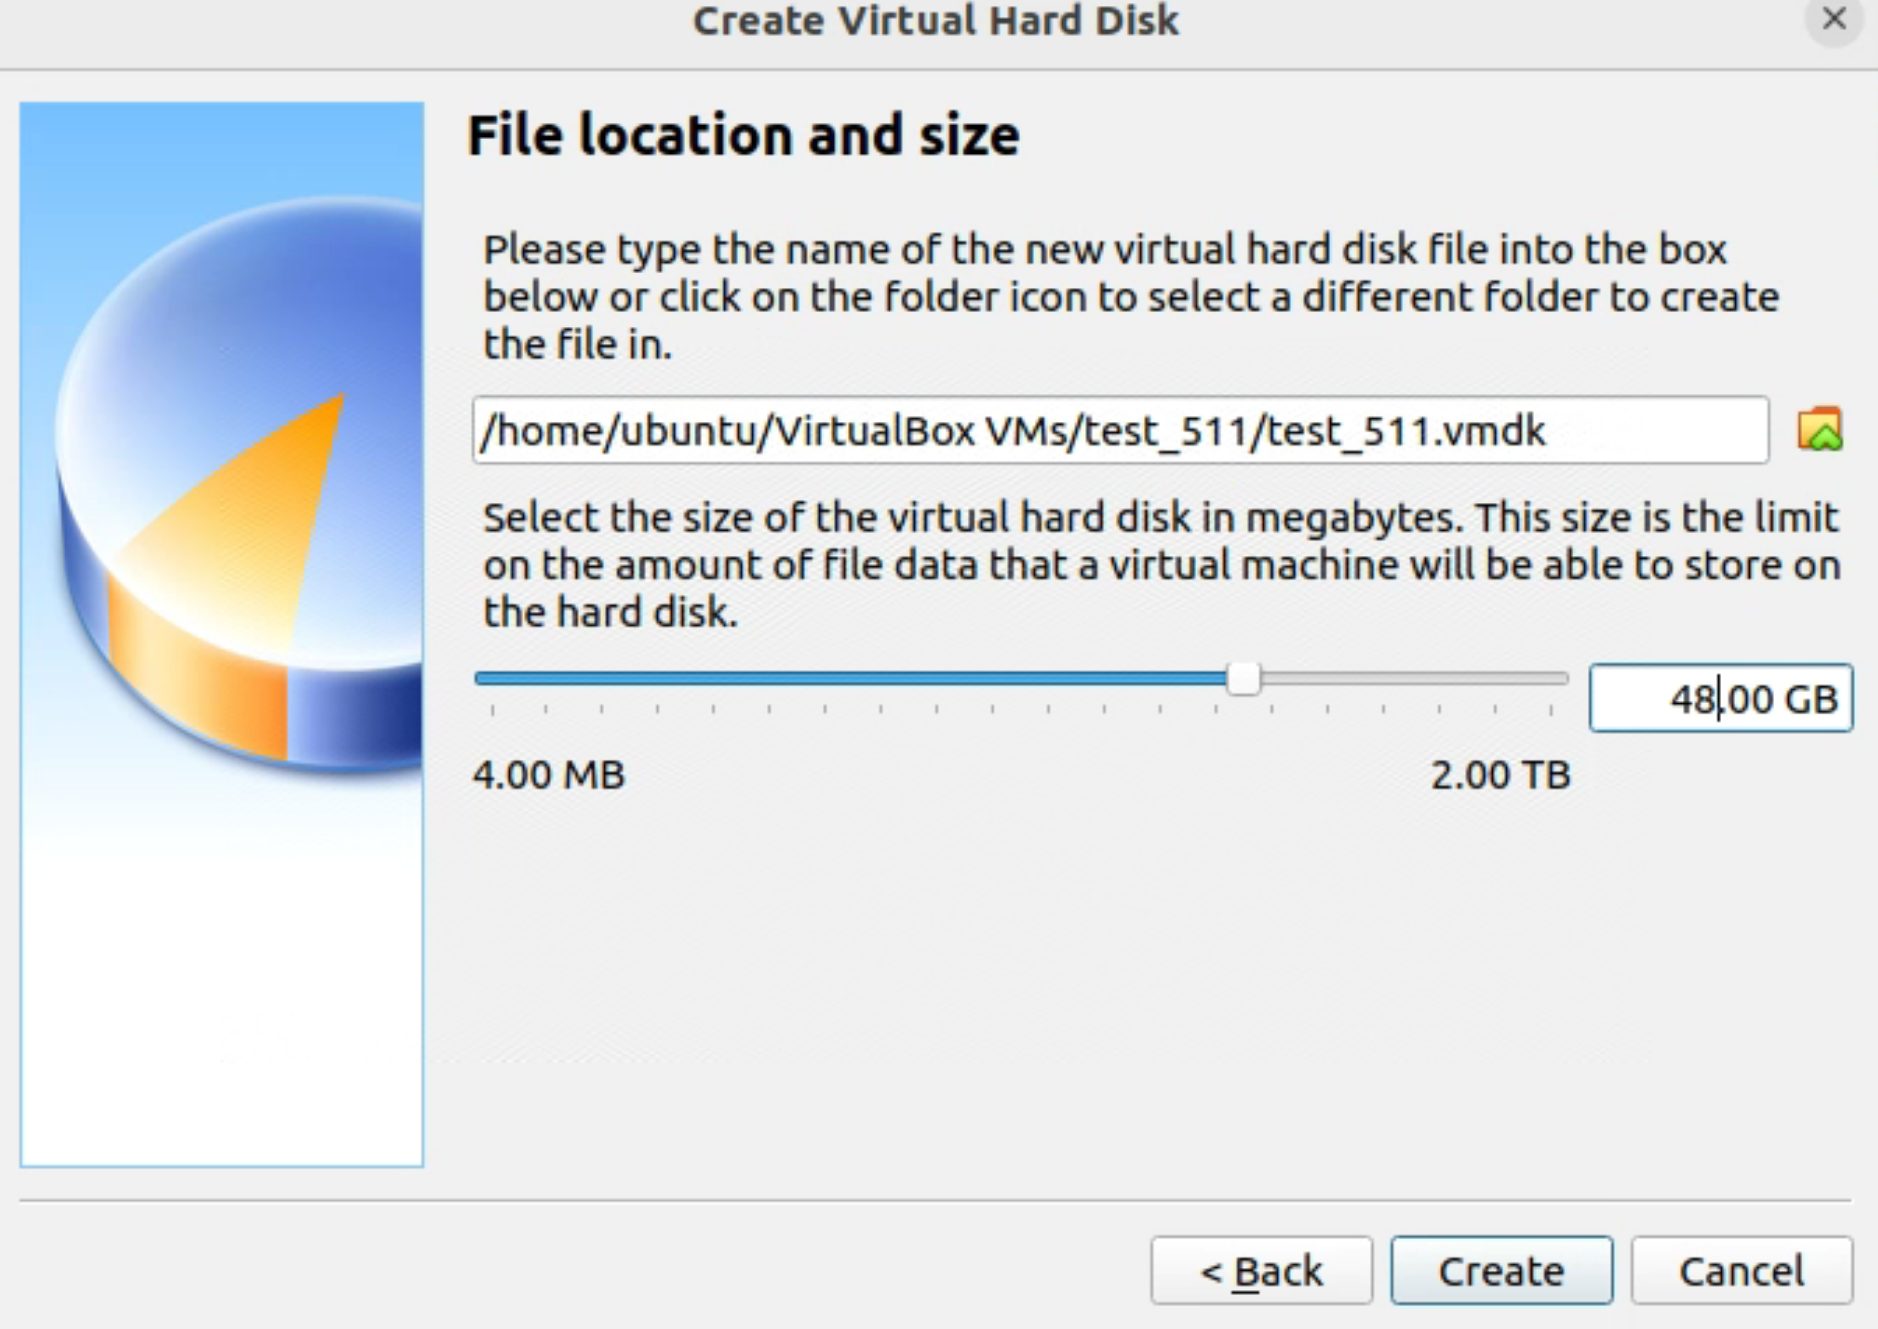 Create Virtual Hard Disk
File location and size
Please type the name of the new virtual hard disk file into the box
below or click on the folder icon to select a different folder to create
the file in.
/home/ubuntu/VirtualBox VMs/test_511/test_511.vmdk
Select the size of the virtual hard disk in megabytes. This size is the limit
on the amount of file data that a virtual machine will be able to store on
the hard disk.
48.00 GB
4.00 MB 2.00 TB
< Back Create Cancel